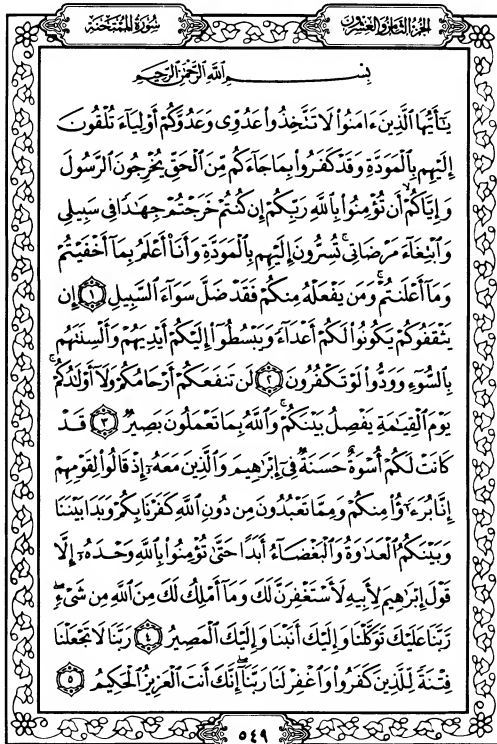 الجزء الثامن والعشرون
سورة الممتحنة
بِسْمِ ٱللَّهِ ٱلرَّحْمَٰنِ ٱلرَّحِيمِ
يَٰٓأَيُّهَا ٱلَّذِينَ ءَامَنُوا۟ لَا تَتَّخِذُوا۟ عَدُوِّى وَعَدُوَّكُمْ أَوْلِيَآءَ تُلْقُونَ
إِلَيْهِم بِٱلْمَوَدَّةِ وَقَدْ كَفَرُوا۟ بِمَا جَآءَكُم مِّنَ ٱلْحَقِّ يُخْرِجُونَ ٱلرَّسُولَ
وَإِيَّاكُمْ أَن تُؤْمِنُوا۟ بِٱللَّهِ رَبِّكُمْ إِن كُنتُمْ خَرَجْتُمْ جِهَٰدًا فِى سَبِيلِى
وَٱبْتِغَآءَ مَرْضَاتِى تُسِرُّونَ إِلَيْهِم بِٱلْمَوَدَّةِ وَأَنَا۠ أَعْلَمُ بِمَآ أَخْفَيْتُمْ
وَمَآ أَعْلَنتُمْ وَمَن يَفْعَلْهُ مِنكُمْ فَقَدْ ضَلَّ سَوَآءَ ٱلسَّبِيلِ ١ إِن
يَثْقَفُوكُمْ يَكُونُوا۟ لَكُمْ أَعْدَآءً وَيَبْسُطُوٓا۟ إِلَيْكُمْ أَيْدِيَهُمْ وَأَلْسِنَتَهُم
بِٱلسُّوٓءِ وَوَدُّوا۟ لَوْ تَكْفُرُونَ ٢ لَن تَنفَعَكُمْ أَرْحَامُكُمْ وَلَآ أَوْلَٰدُكُمْ
يَوْمَ ٱلْقِيَٰمَةِ يَفْصِلُ بَيْنَكُمْ وَٱللَّهُ بِمَا تَعْمَلُونَ بَصِيرٌ ٣ قَدْ
كَانَتْ لَكُمْ أُسْوَةٌ حَسَنَةٌ فِىٓ إِبْرَٰهِيمَ وَٱلَّذِينَ مَعَهُۥٓ إِذْ قَالُوا۟ لِقَوْمِهِمْ
إِنَّا بُرَءَٰٓؤُا۟ مِنكُمْ وَمِمَّا تَعْبُدُونَ مِن دُونِ ٱللَّهِ كَفَرْنَا بِكُمْ وَبَدَا بَيْنَنَا
وَبَيْنَكُمُ ٱلْعَدَٰوَةُ وَٱلْبَغْضَآءُ أَبَدًا حَتَّىٰ تُؤْمِنُوا۟ بِٱللَّهِ وَحْدَهُۥٓ إِلَّا
قَوْلَ إِبْرَٰهِيمَ لِأَبِيهِ لَأَسْتَغْفِرَنَّ لَكَ وَمَآ أَمْلِكُ لَكَ مِنَ ٱللَّهِ مِن شَىْءٍ
رَّبَّنَا عَلَيْكَ تَوَكَّلْنَا وَإِلَيْكَ أَنَبْنَا وَإِلَيْكَ ٱلْمَصِيرُ ٤ رَبَّنَا لَا تَجْعَلْنَا
فِتْنَةً لِّلَّذِينَ كَفَرُوا۟ وَٱغْفِرْ لَنَا رَبَّنَآ إِنَّكَ أَنتَ ٱلْعَزِيزُ ٱلْحَكِيمُ ٥
٥٤٩